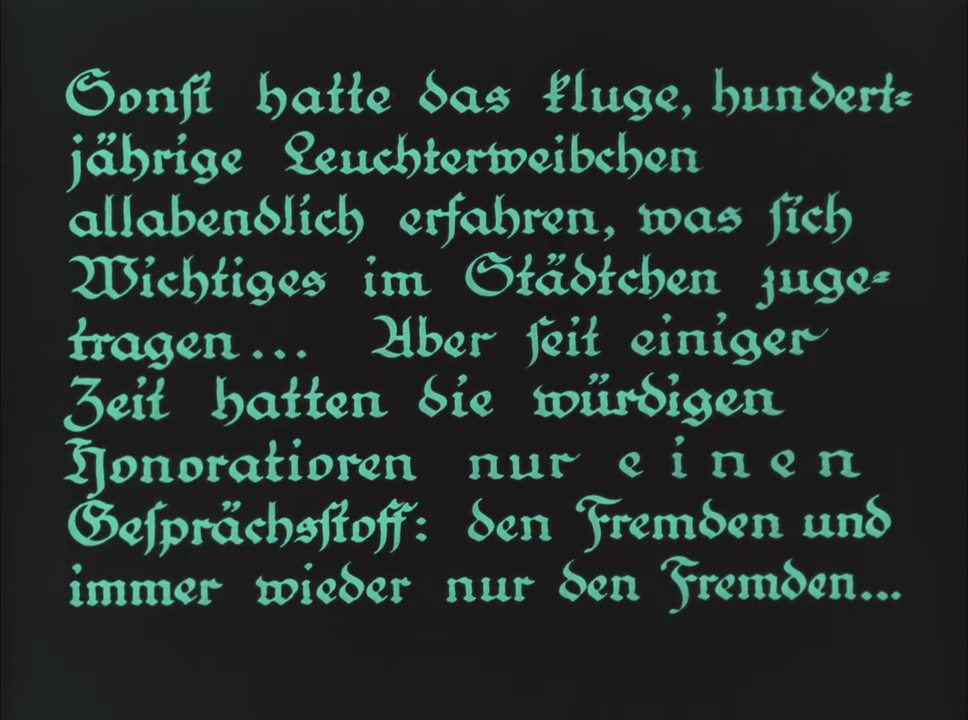 Sonſt hatte das kluge, hundert⸗
jährige Leuchterweibchen
allabendlich erfahren, was ſich
Wichtiges im Städtchen zuge⸗
tragen... Aber ſeit einiger
Zeit hatten die würdigen
Honoratioren nur e i n e n
Geſprächsſtoff: den Fremden und
immer wieder nur den Fremden...